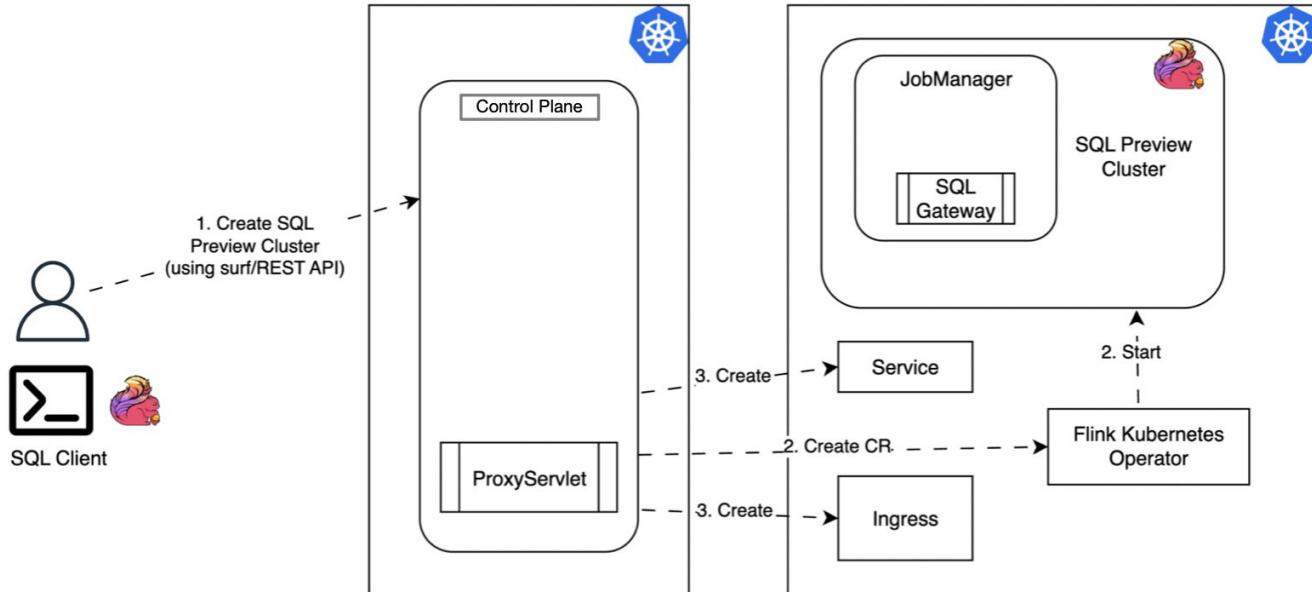 Control Plane
1. Create SQL
Preview Cluster
(using surf/REST API)
SQL Client
ProxyServlet
JobManager
SQL
Gateway
SQL Preview
Cluster
3. Create
Service
2. Start
2. Create CR
Flink Kubernetes
Operator
3. Create
Ingress